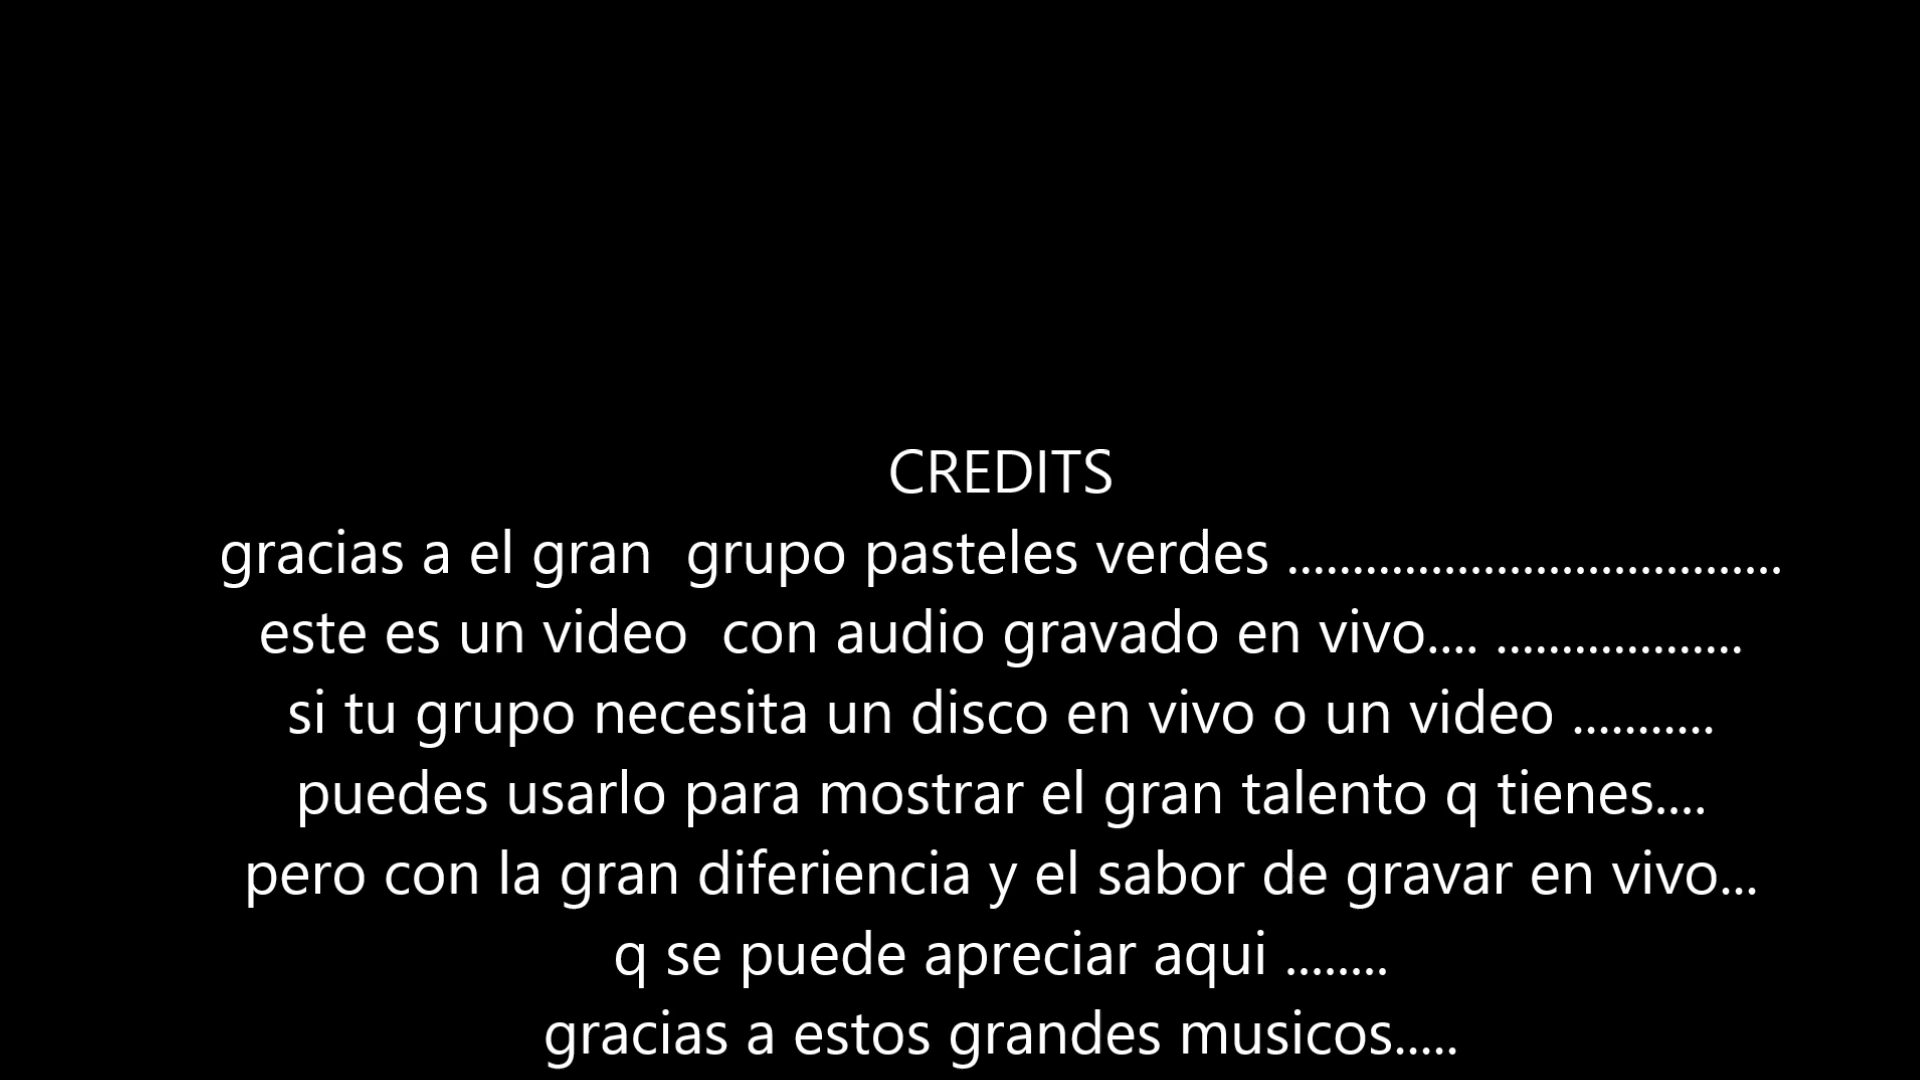 CREDITS
gracias a el gran  grupo pasteles verdes ......................................
este es un video  con audio gravado en vivo.... ...................
si tu grupo necesita un disco en vivo o un video ...........
puedes usarlo para mostrar el gran talento q tienes....
pero con la gran diferiencia y el sabor de gravar en vivo...
q se puede apreciar aqui ........
gracias a estos grandes musicos.....